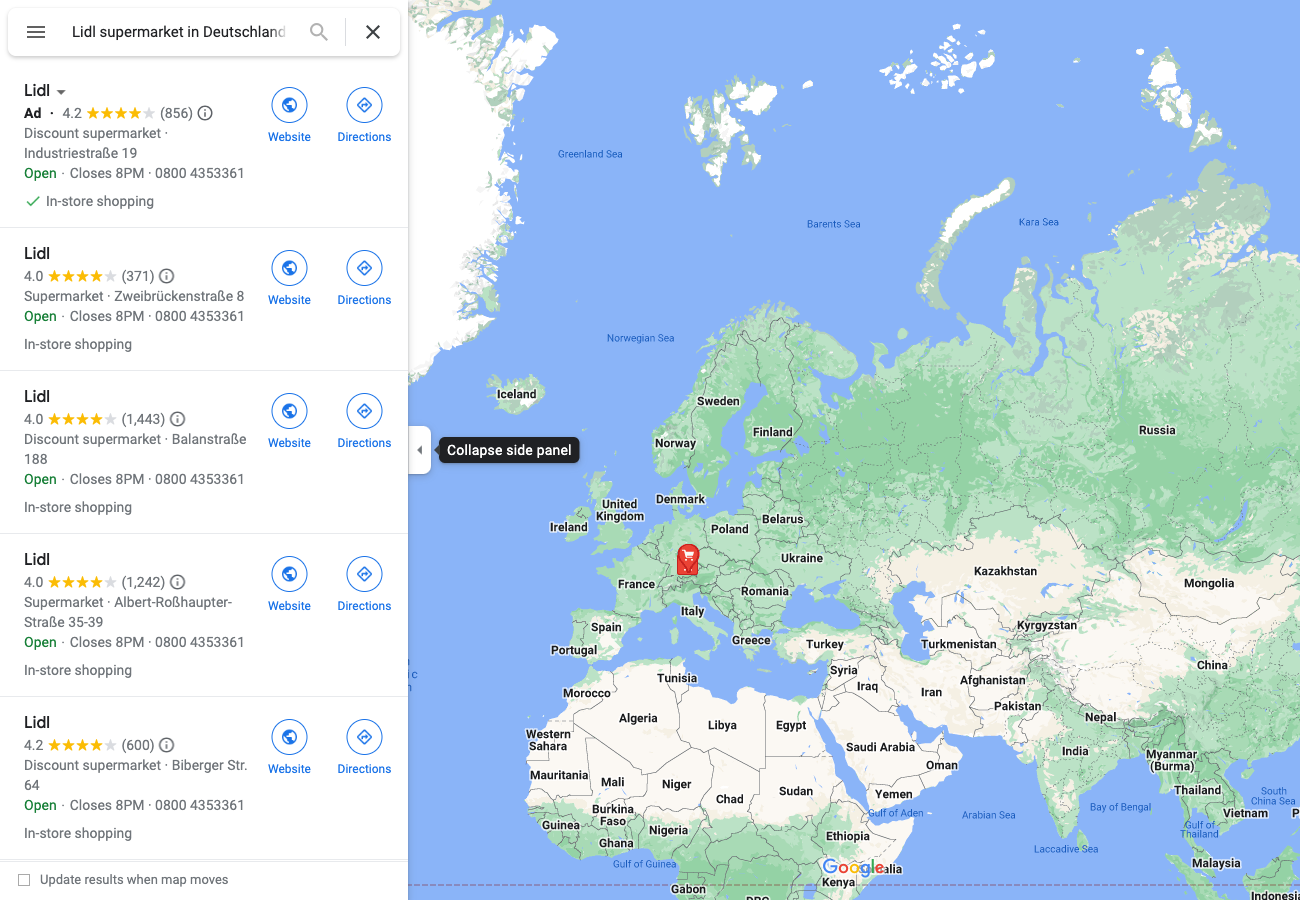 Lidl supermarket in Deutschland
Lidl
Ad · 4.2 (856)
Discount supermarket ·
Industriestraße 19
Open · Closes 8PM · 0800 4353361
In-store shopping
Website
Directions
Lidl
4.0 (371)
Supermarket · Zweibrückenstraße 8
Open · Closes 8PM · 0800 4353361
In-store shopping
Website
Directions
Lidl
4.0 (1,443)
Discount supermarket · Balanstraße
188
Open · Closes 8PM · 0800 4353361
In-store shopping
Website
Directions
Lidl
4.0 (1,242)
Supermarket · Albert-Roßhaupter-
Straße 35-39
Open · Closes 8PM · 0800 4353361
In-store shopping
Website
Directions
Lidl
4.2 (600)
Discount supermarket · Biberger Str.
64
Open · Closes 8PM · 0800 4353361
In-store shopping
Website
Directions
Update results when map moves
Collapse side panel
Greenland Sea
Barents Sea
Kara Sea
Norwegian Sea
Iceland
Sweden
Finland
Norway
Russia
Denmark
United
Kingdom
Ireland
Belarus
Poland
Ukraine
France
Kazakhstan
Mongolia
Romania
Italy
Spain
Kyrgyzstan
Greece
Turkey
Turkmenistan
Portugal
China
Syria
Tunisia
Iraq
Afghanistan
Iran
Morocco
Pakistan
Algeria
Libya
Egypt
Nepal
Western
Sahara
Saudi Arabia
India
Myanmar
(Burma)
Oman
Mauritania
Mali
Niger
Chad
Sudan
Yemen
Thailand
South
China Sea
Burkina
Faso
Gulf of Aden
Arabian Sea
Bay of Bengal
Vietnam
Guinea
Ghana
Nigeria
Ethiopia
Gulf of
Thailand
Laccadive Sea
Gulf of Guinea
Google
Malaysia
Kenya
Gabon
DRC
Indonesia